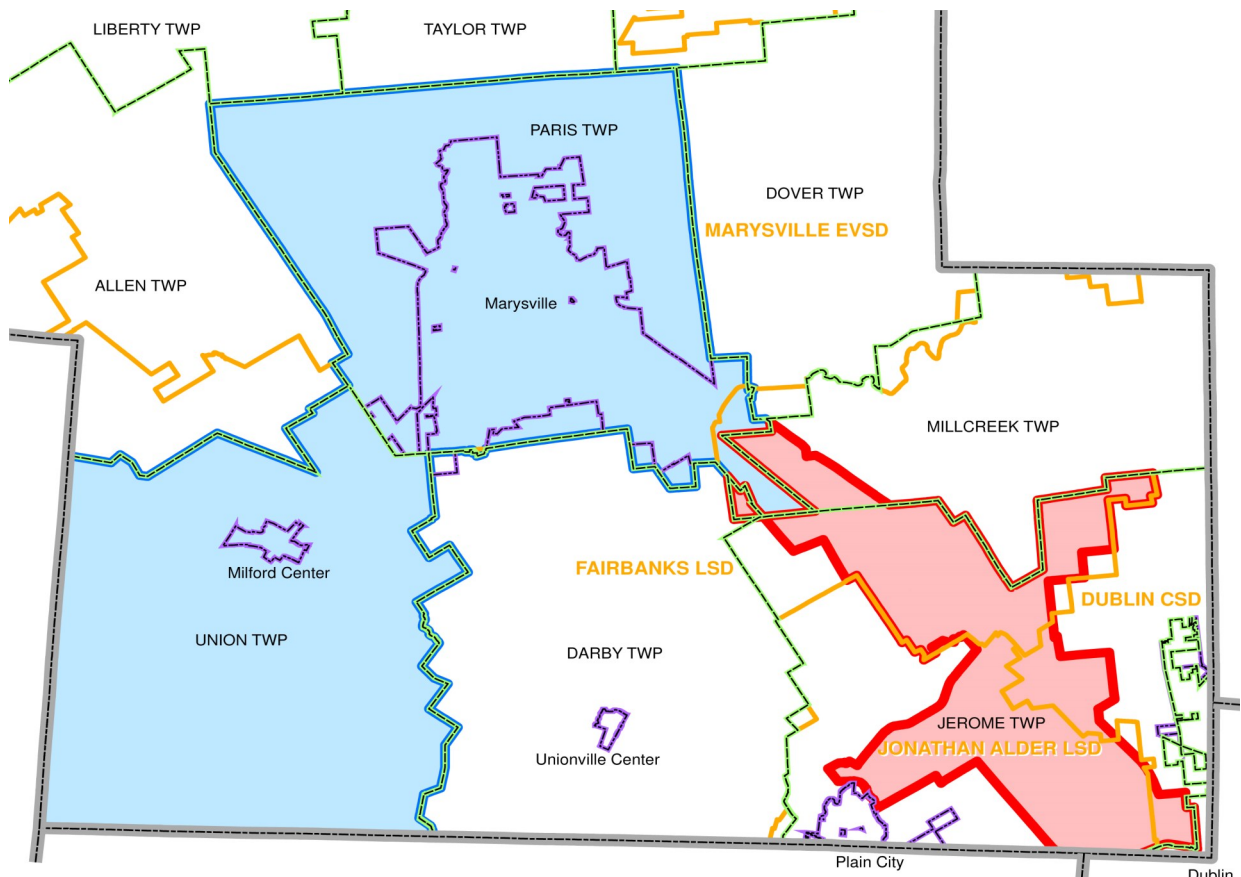 LIBERTY TWP
TAYLOR TWP
PARIS TWP
DOVER TWP
MARYSVILLE EVSD
ALLEN TWP
Marysville
MILLCREEK TWP
Milford Center
FAIRBANKS LSD
DUBLIN CSD
UNION TWP
DARBY TWP
JEROME TWP
JONATHAN ALDER LSD
Unionville Center
Plain City
Dublin